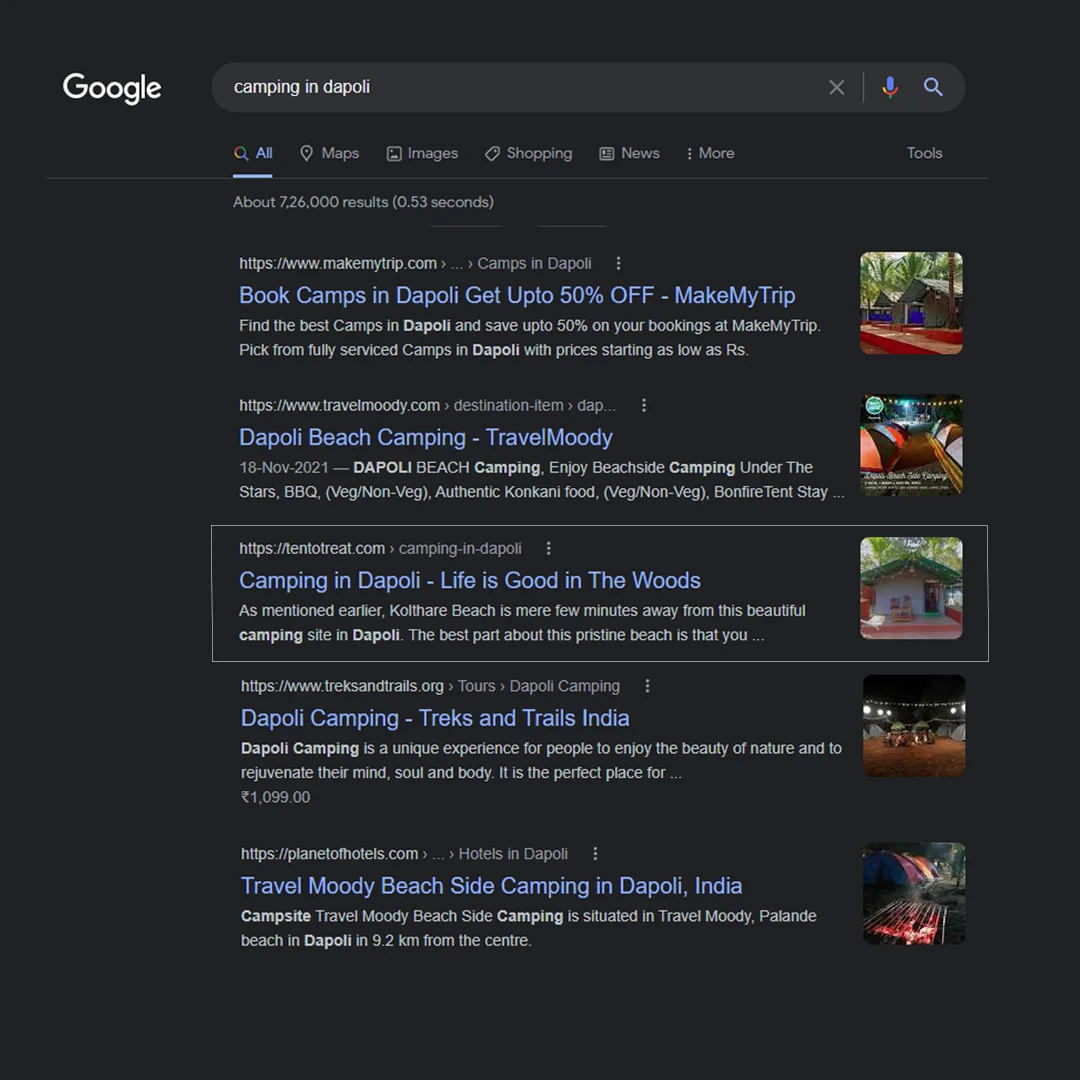 Google
camping in dapoli
All Maps Images Shopping News More Tools
About 7,26,000 results (0.53 seconds)
https://www.makemytrip.com › ... › Camps in Dapoli
Book Camps in Dapoli Get Upto 50% OFF - MakeMyTrip
Find the best Camps in Dapoli and save upto 50% on your bookings at MakeMyTrip.
Pick from fully serviced Camps in Dapoli with prices starting as low as Rs.
https://www.travelmoody.com › destination-item › dap...
Dapoli Beach Camping - TravelMoody
18-Nov-2021 — DAPOLI BEACH Camping, Enjoy Beachside Camping Under The
Stars, BBQ, (Veg/Non-Veg), Authentic Konkani food, (Veg/Non-Veg), BonfireTent Stay ...
Dapoli Beach Side Camping
https://tentotreat.com › camping-in-dapoli
Camping in Dapoli - Life is Good in The Woods
As mentioned earlier, Kolthare Beach is mere few minutes away from this beautiful
camping site in Dapoli. The best part about this pristine beach is that you ...
https://www.treksandtrails.org › Tours › Dapoli Camping
Dapoli Camping - Treks and Trails India
Dapoli Camping is a unique experience for people to enjoy the beauty of nature and to
rejuvenate their mind, soul and body. It is the perfect place for ...
₹1,099.00
https://planetofhotels.com › ... › Hotels in Dapoli
Travel Moody Beach Side Camping in Dapoli, India
Campsite Travel Moody Beach Side Camping is situated in Travel Moody, Palande
beach in Dapoli in 9.2 km from the centre.